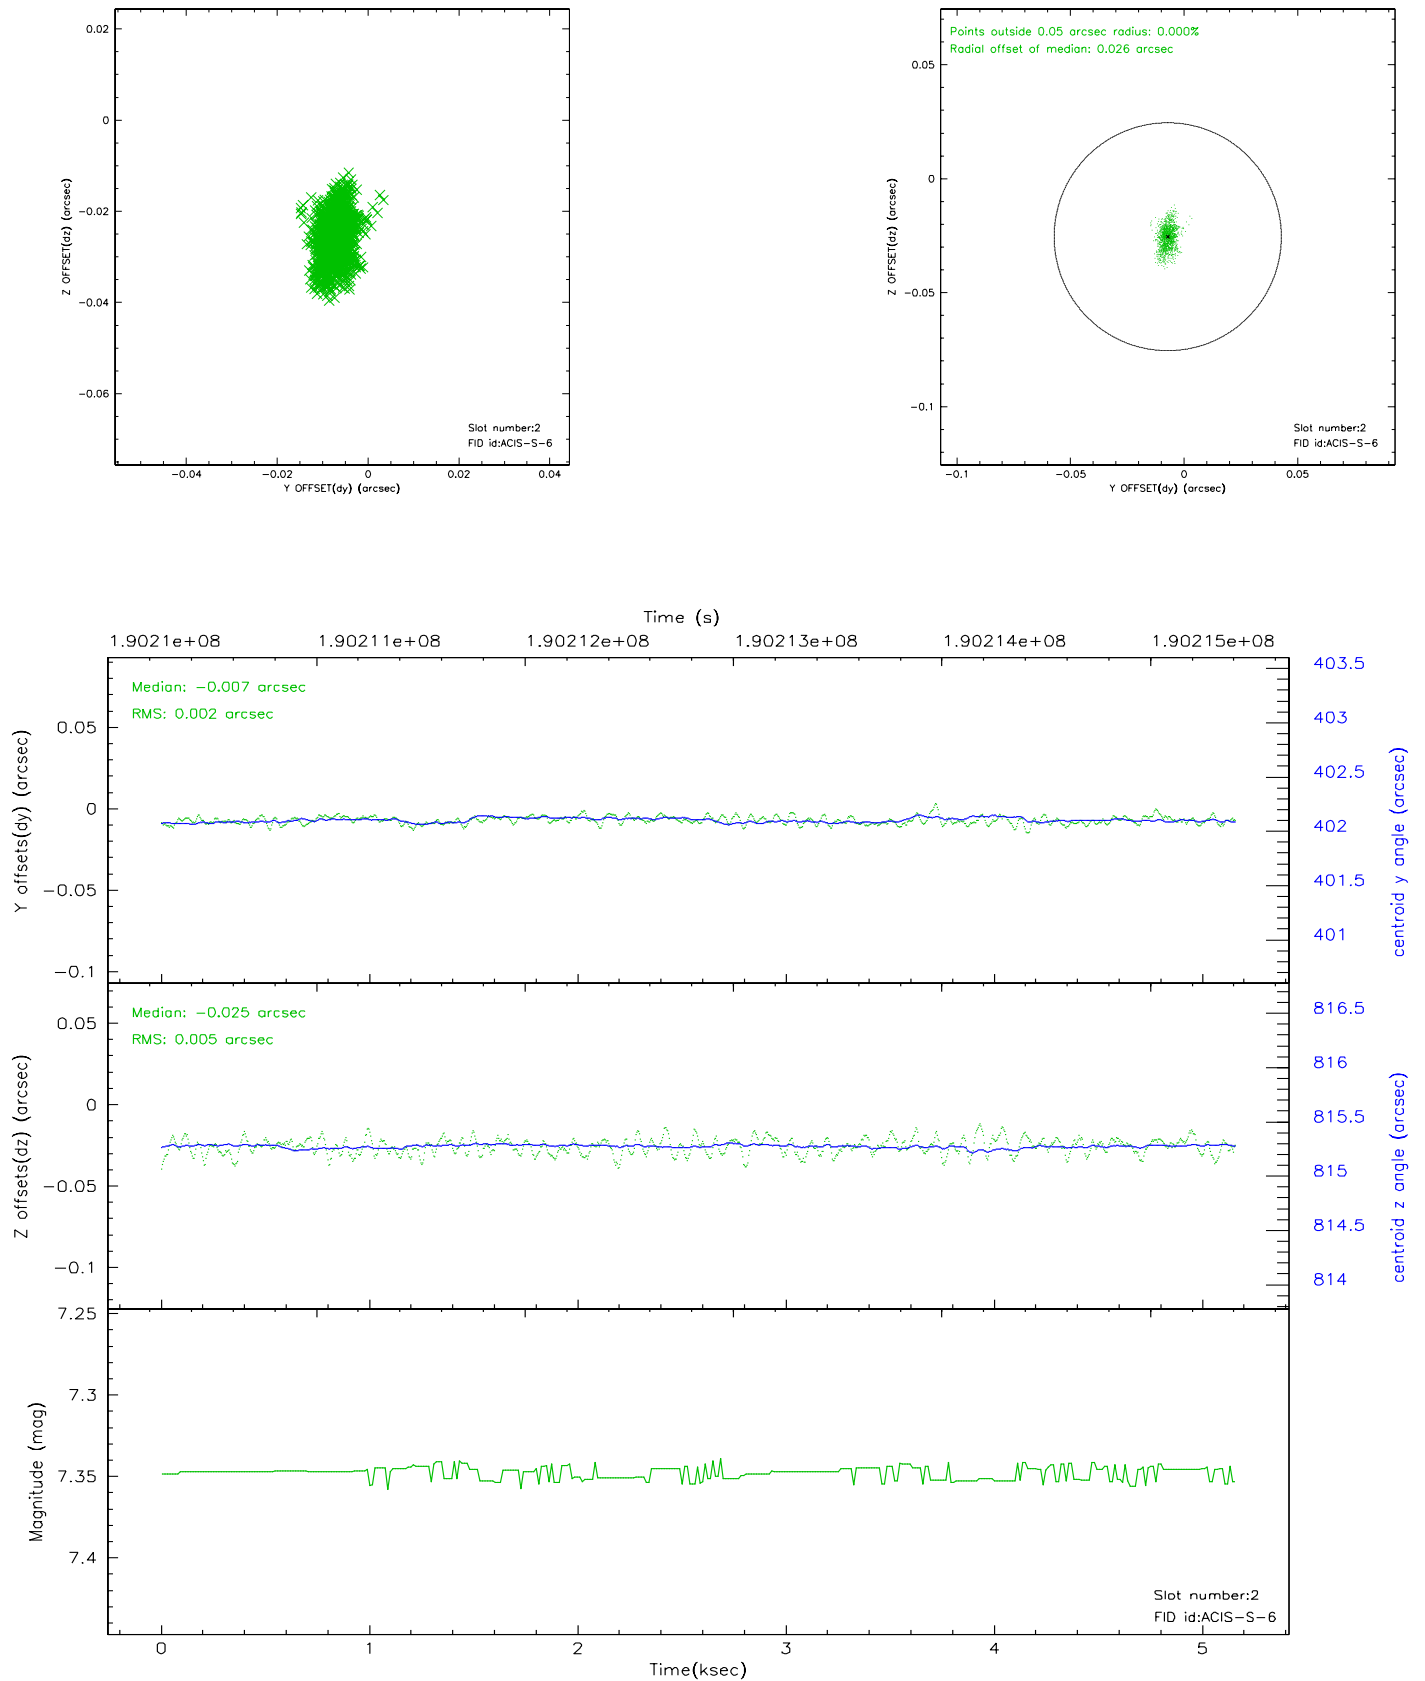 0.02
0
-0.02
-0.04
-0.06
Z OFFSET(dz) (arcsec)
-0.04
-0.02
0
0.02
0.04
Y OFFSET(dy) (arcsec)
Slot number:2
FID id:ACIS-S-6
Points outside 0.05 arcsec radius: 0.000%
Radial offset of median: 0.026 arcsec
0.05
0
-0.05
-0.1
Z OFFSET(dz) (arcsec)
-0.1
-0.05
0
0.05
Y OFFSET(dy) (arcsec)
Slot number:2
FID id:ACIS-S-6
Time (s)
1.9021e+08
1.90211e+08
1.90212e+08
1.90213e+08
1.90214e+08
1.90215e+08
Median: -0.007 arcsec
RMS: 0.002 arcsec
0.05
0
-0.05
-0.1
Y offsets(dy) (arcsec)
403.5
403
402.5
402
401.5
401
centroid y angle (arcsec)
Median: -0.025 arcsec
RMS: 0.005 arcsec
0.05
0
-0.05
-0.1
Z offsets(dz) (arcsec)
816.5
816
815.5
815
814.5
814
centroid z angle (arcsec)
7.25
7.3
7.35
7.4
Magnitude (mag)
Slot number:2
FID id:ACIS-S-6
0
1
2
3
4
5
Time(ksec)